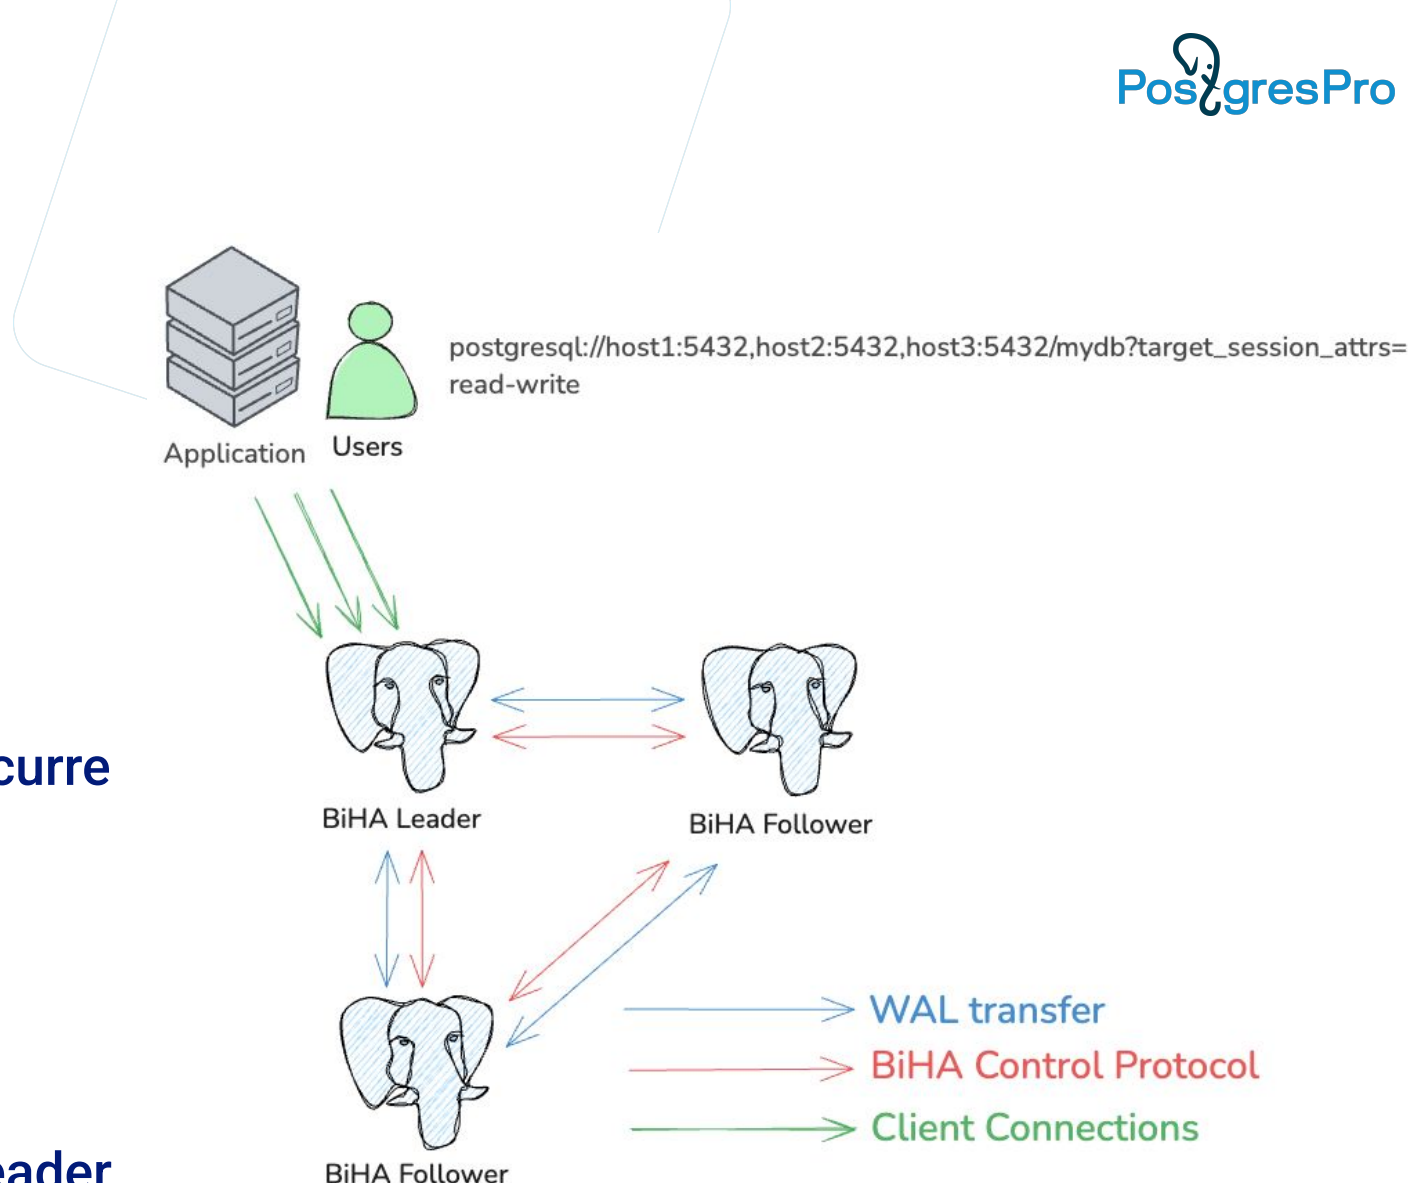 PostgresPro
postgresql://host1:5432,host2:5432,host3:5432/mydb?target_session_attrs=
read-write
Application
Users
curre
BiHA Leader
BiHA Follower
WAL transfer
BiHA Control Protocol
Client Connections
eader
BiHA Follower